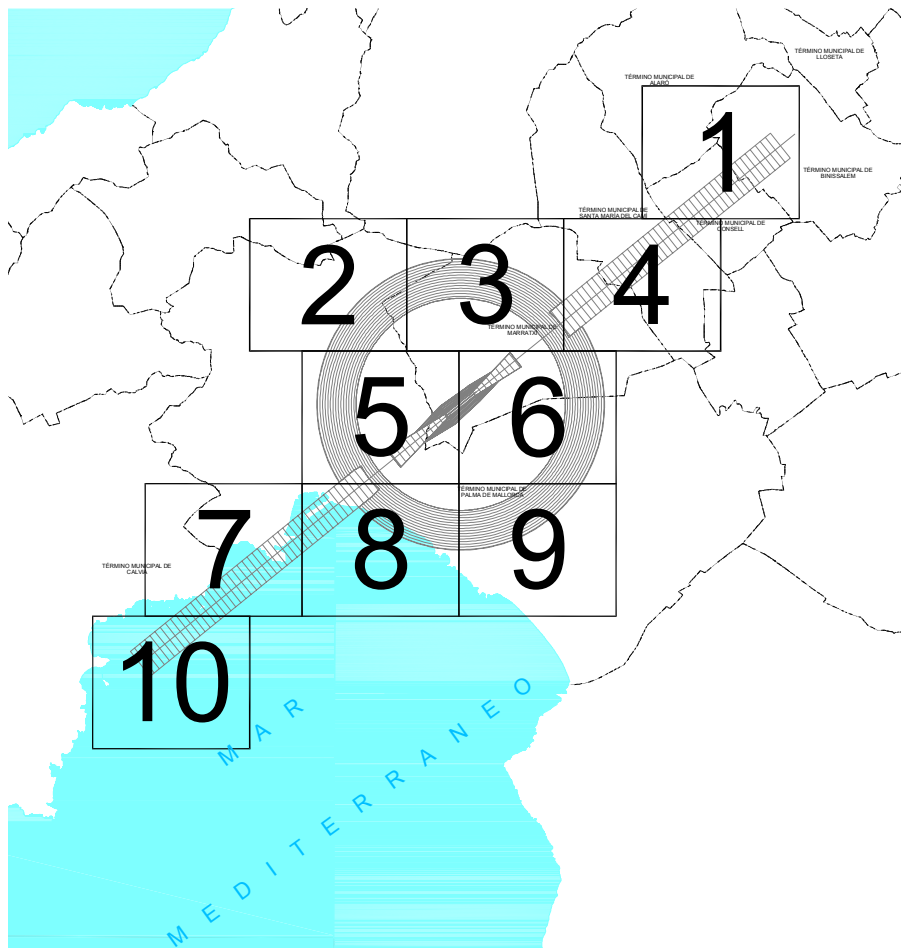 TÉRMINO MUNICIPAL DE
LLOSETA
TÉRMINO MUNICIPAL DE
ALARÓ
1
TÉRMINO MUNICIPAL DE
BINISSALEM
TÉRMINO MUNICIPAL DE
SANTA MARÍA DEL CAMÍ
TÉRMINO MUNICIPAL DE
CONSELL
2
3
4
TÉRMINO MUNICIPAL DE
MARRATXÍ
5
6
TÉRMINO MUNICIPAL DE
PALMA DE MALLORCA
7
8
9
TÉRMINO MUNICIPAL DE
CALVIA
10
MAR
MEDITERRANEO